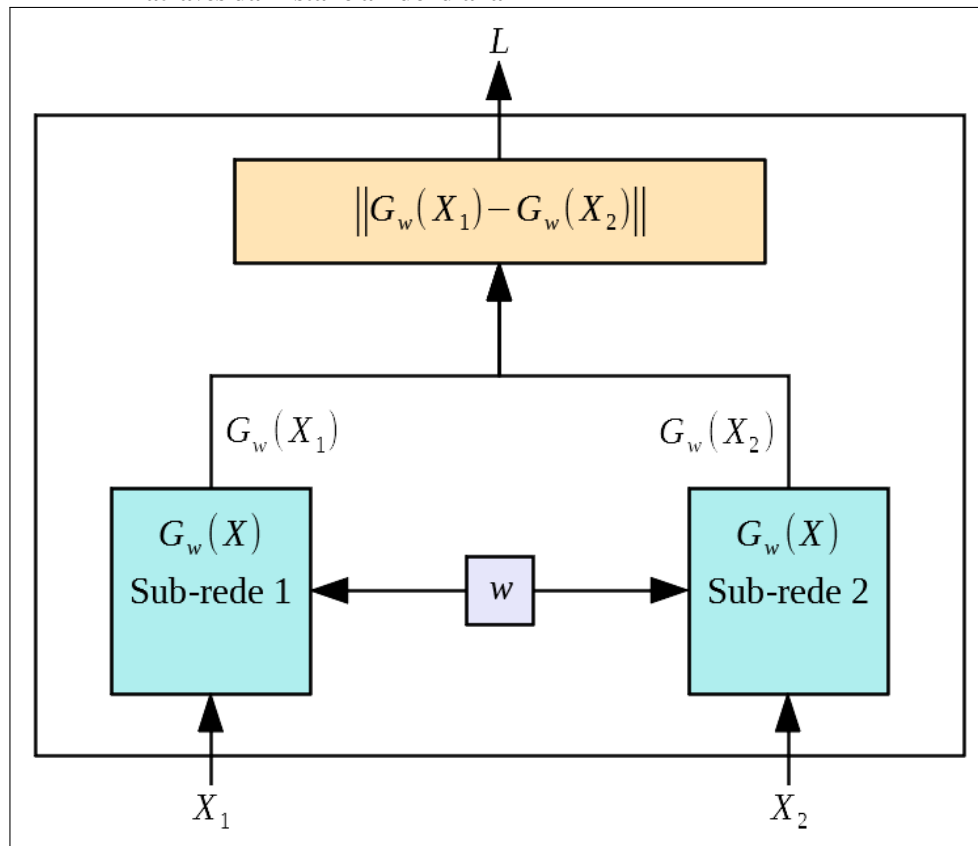 L
‖G_w(X_1)−G_w(X_2)‖
G_w(X_1) G_w(X_2)
G_w(X) G_w(X)
Sub-rede 1 w Sub-rede 2
X_1 X_2